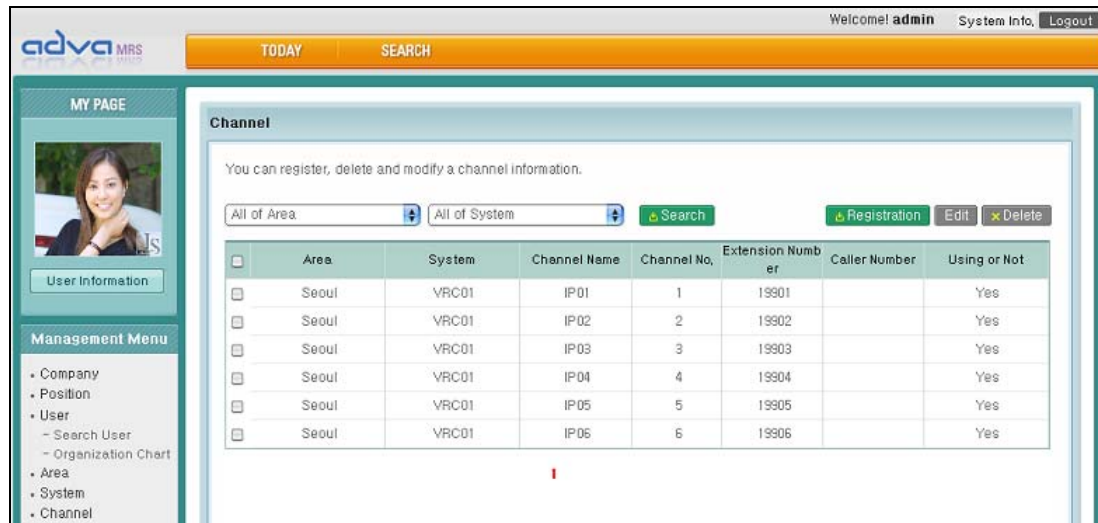 Welcome! admin System Info, Logout
adva MRS
TODAY SEARCH
MY PAGE
User Information
Management Menu
Company
Position
User
- Search User
- Organization Chart
Area
System
Channel
Channel
You can register, delete and modify a channel information.
All of Area All of System Search Registration Edit Delete
Area System Channel Name Channel No, Extension Numb er Caller Number Using or Not
Seoul VRC01 IP01 1 19901 Yes
Seoul VRC01 IP02 2 19902 Yes
Seoul VRC01 IP03 3 19903 Yes
Seoul VRC01 IP04 4 19904 Yes
Seoul VRC01 IP05 5 19905 Yes
Seoul VRC01 IP06 6 19906 Yes
1